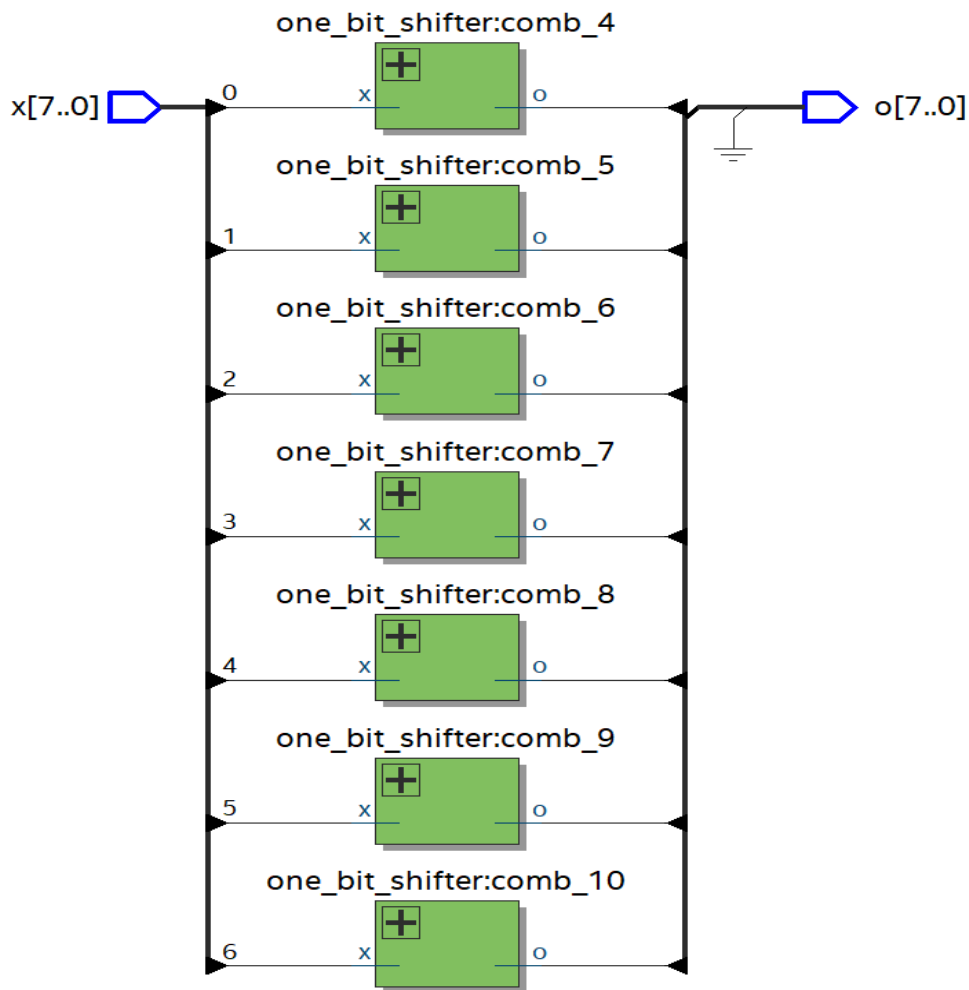 one_bit_shifter:comb_4
x[7..0] 0 x o o[7..0]
one_bit_shifter:comb_5
1 x o
one_bit_shifter:comb_6
2 x o
one_bit_shifter:comb_7
3 x o
one_bit_shifter:comb_8
4 x o
one_bit_shifter:comb_9
5 x o
one_bit_shifter:comb_10
6 x o